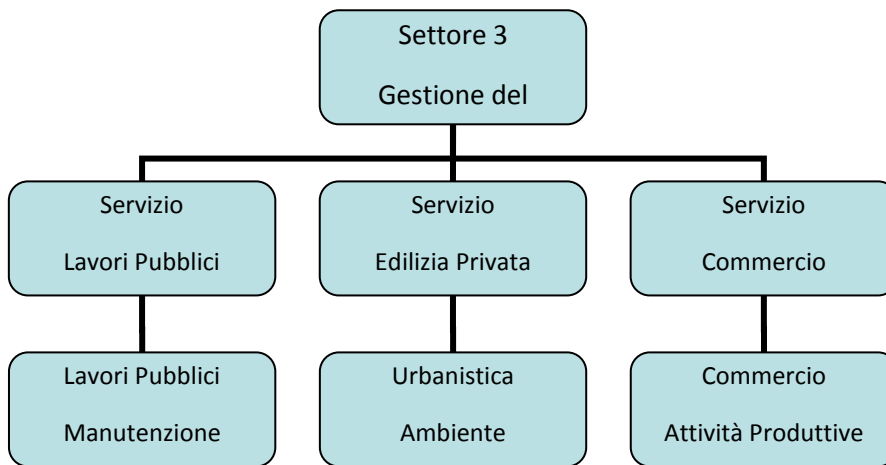 Settore 3
Gestione del
Servizio
Lavori Pubblici
Servizio
Edilizia Privata
Servizio
Commercio
Lavori Pubblici
Manutenzione
Urbanistica
Ambiente
Commercio
Attività Produttive